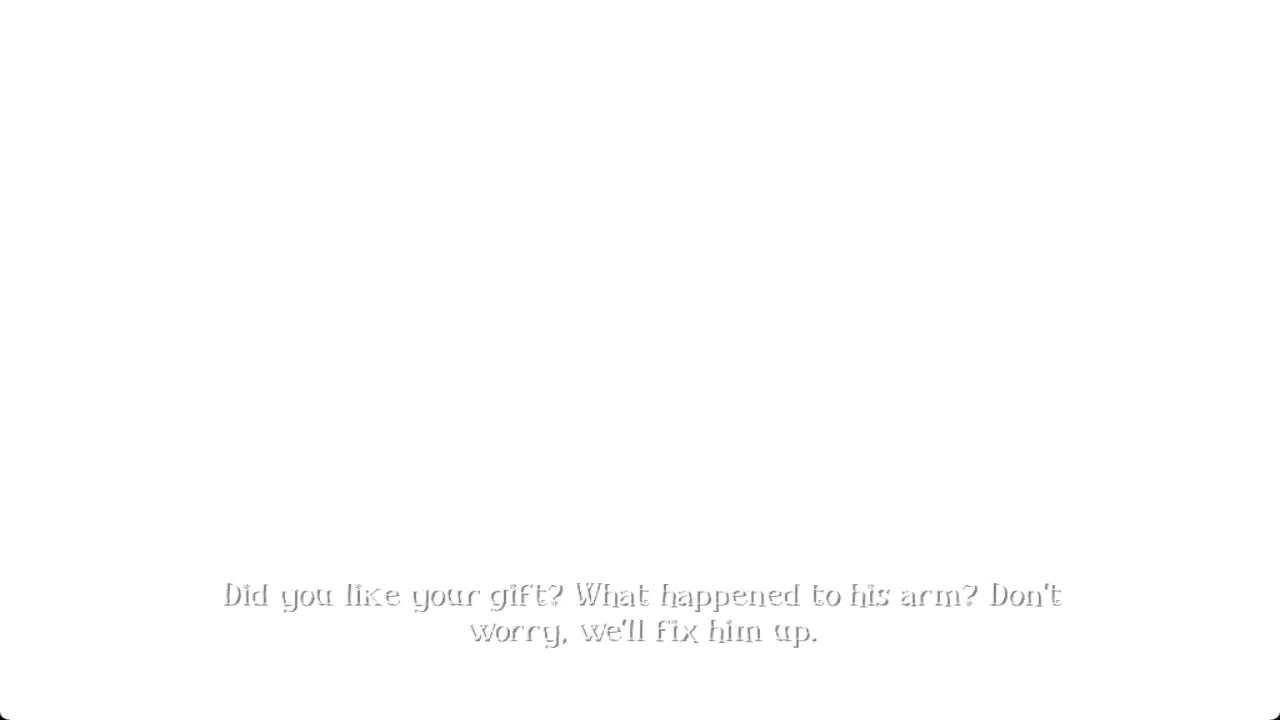 Did you like your gift? What happened to his arm? Don't
worry, we'll fix him up.